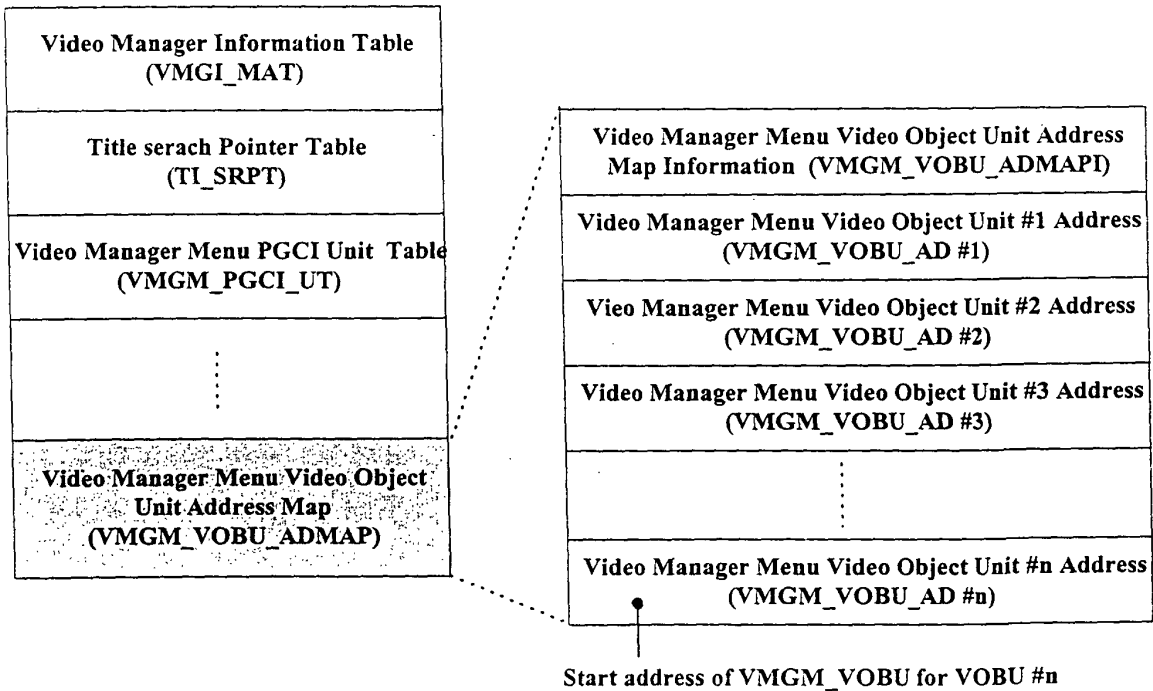 Video Manager Information Table
(VMGI_MAT)
Title serach Pointer Table
(TI_SRPT)
Video Manager Menu PGCI Unit Table
(VMGM_PGCI_UT)
Video Manager Menu Video Object
Unit Address Map
(VMGM_VOBU_ADMAP)
Video Manager Menu Video Object Unit Address
Map Information (VMGM_VOBU_ADMAPI)
Video Manager Menu Video Object Unit #1 Address
(VMGM_VOBU_AD #1)
Vieo Manager Menu Video Object Unit #2 Address
(VMGM_VOBU_AD #2)
Video Manager Menu Video Object Unit #3 Address
(VMGM_VOBU_AD #3)
Video Manager Menu Video Object Unit #n Address
(VMGM_VOBU_AD #n)
Start address of VMGM_VOBU for VOBU #n